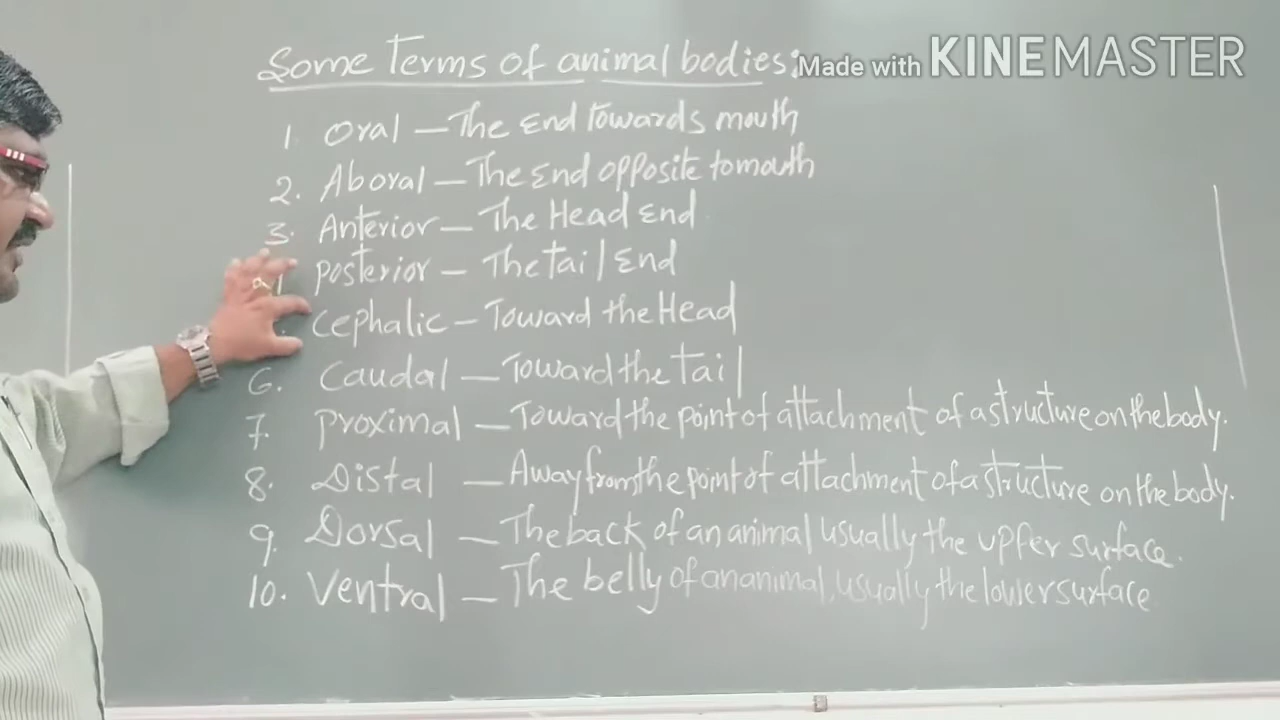 Some Terms of animal bodies:
Made with KINEMASTER
1 Oral — The End towards mouth
2. Aboral — The End opposite to mouth
3. Anterior — The Head End
Posterior — The tail End
Cephalic — Toward the Head
6. Caudal — Toward the tail
7. Proximal — Toward the point of attachment of a structure on the body.
8. Distal — Away from the point of attachment of a structure on the body.
9. Dorsal — The back of an animal usually the upper surface.
10. Ventral — The belly of an animal, usually the lower surface